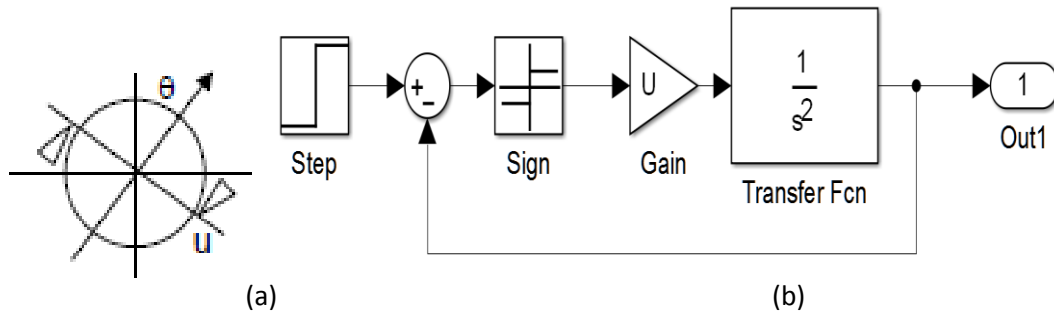 θ
u
(a)
+
-
U
1
s2
1
Step
Sign
Gain
Transfer Fcn
Out1
(b)